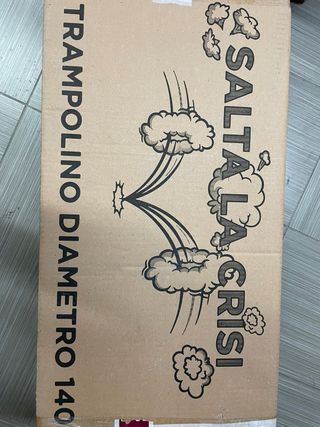 SALTA LA CRISI
TRAMPOLINO DIAMETRO 140